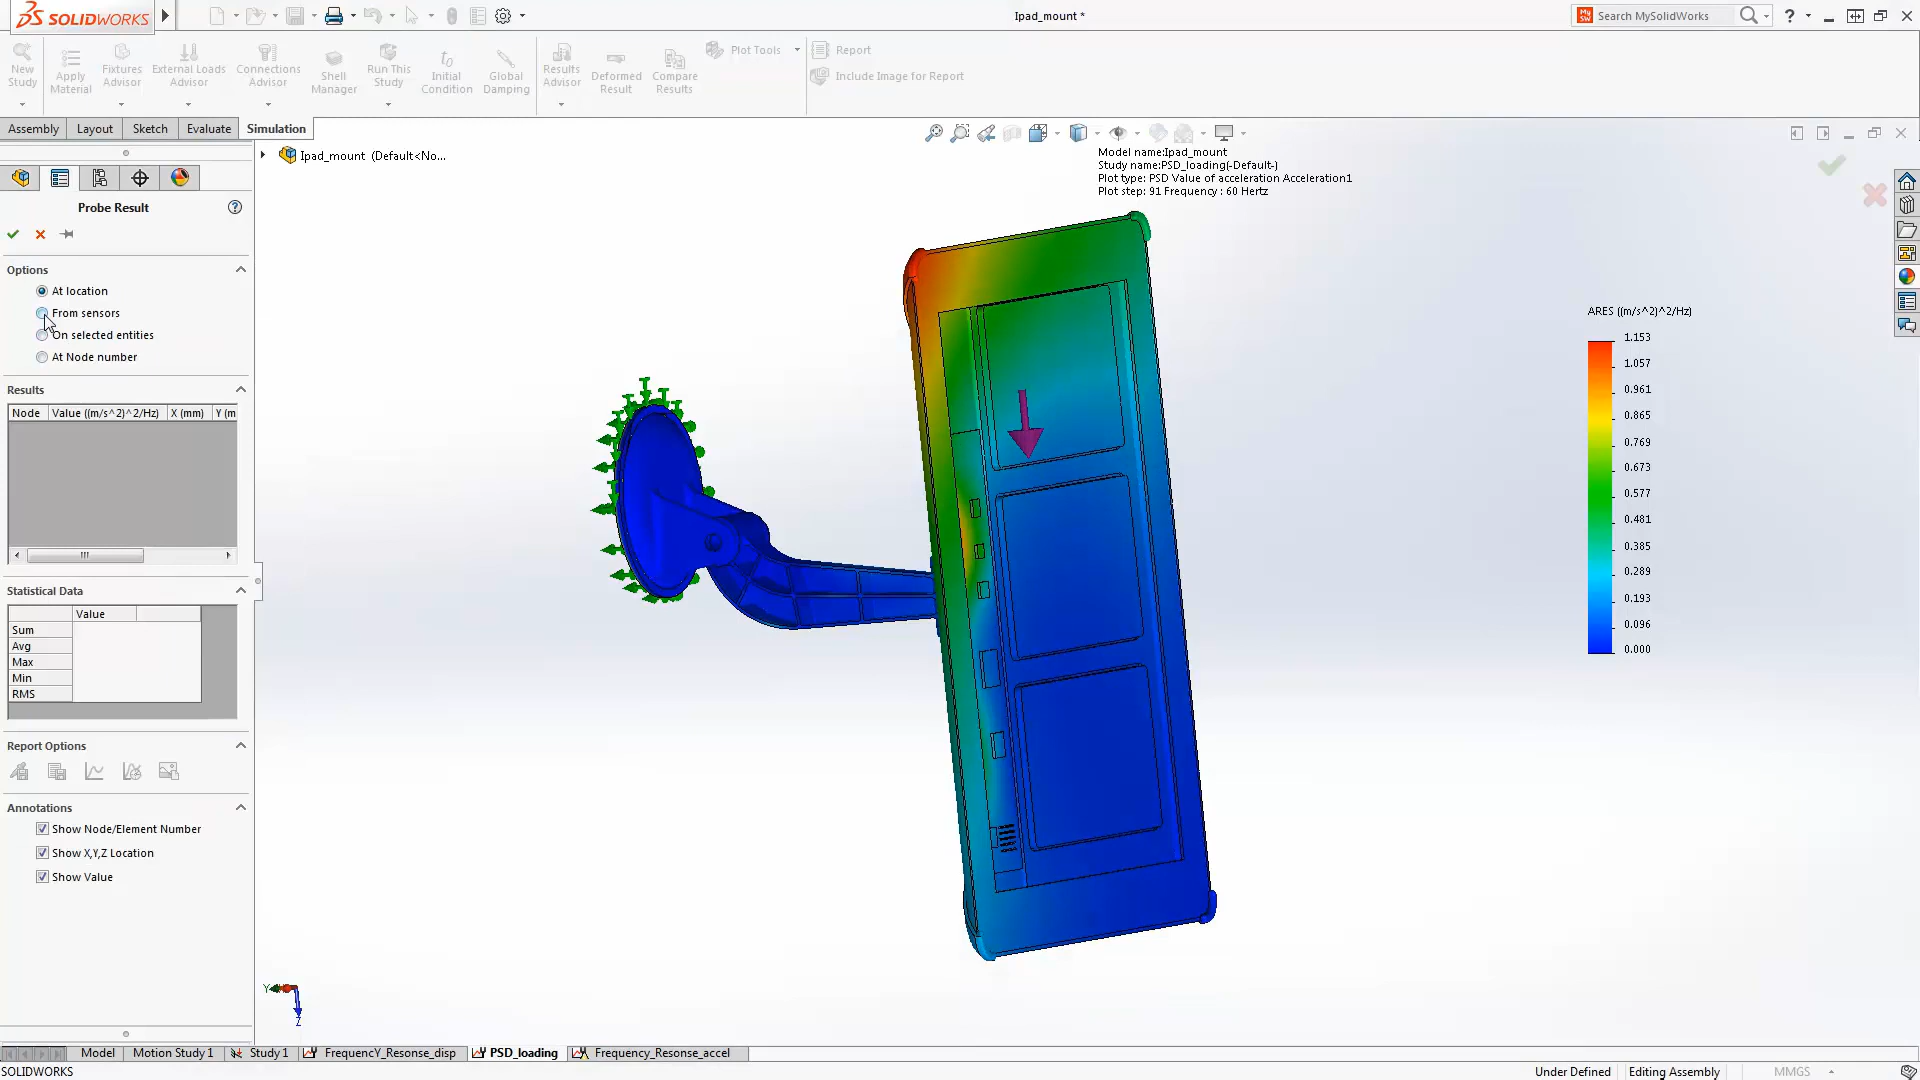 SOLIDWORKS
Ipad_mount *
Search MySolidWorks
New Study
Apply Material
Fixtures Advisor
External Loads Advisor
Connections Advisor
Shell Manager
Run This Study
Initial Condition
Global Damping
Results Advisor
Deformed Result
Compare Results
Plot Tools
Report
Include Image for Report
Assembly
Layout
Sketch
Evaluate
Simulation
Ipad_mount (Default<No...
Model name:Ipad_mount
Study name:PSD_loading(-Default-)
Plot type: PSD Value of acceleration Acceleration1
Plot step: 91 Frequency : 60 Hertz
Probe Result
Options
At location
From sensors
On selected entities
At Node number
Results
Node Value ((m/s^2)^2/Hz) X (mm) Y (m
Statistical Data
Value
Sum
Avg
Max
Min
RMS
Report Options
Annotations
Show Node/Element Number
Show X,Y,Z Location
Show Value
ARES ((m/s^2)^2/Hz)
1.153
1.057
0.961
0.865
0.769
0.673
0.577
0.481
0.385
0.289
0.193
0.096
0.000
Y
Z
Model
Motion Study 1
Study 1
FrequencY_Resonse_disp
PSD_loading
Frequency_Resonse_accel
SOLIDWORKS
Under Defined
Editing Assembly
MMGS